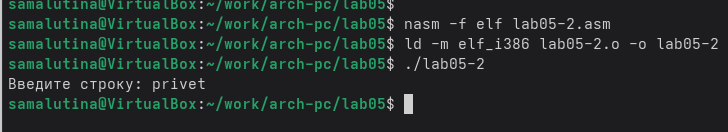 samalutina@VirtualBox:~/work/arch-pc/lab05$
samalutina@VirtualBox:~/work/arch-pc/lab05$ nasm -f elf lab05-2.asm
samalutina@VirtualBox:~/work/arch-pc/lab05$ ld -m elf_i386 lab05-2.o -o lab05-2
samalutina@VirtualBox:~/work/arch-pc/lab05$ ./lab05-2
Введите строку: privet
samalutina@VirtualBox:~/work/arch-pc/lab05$